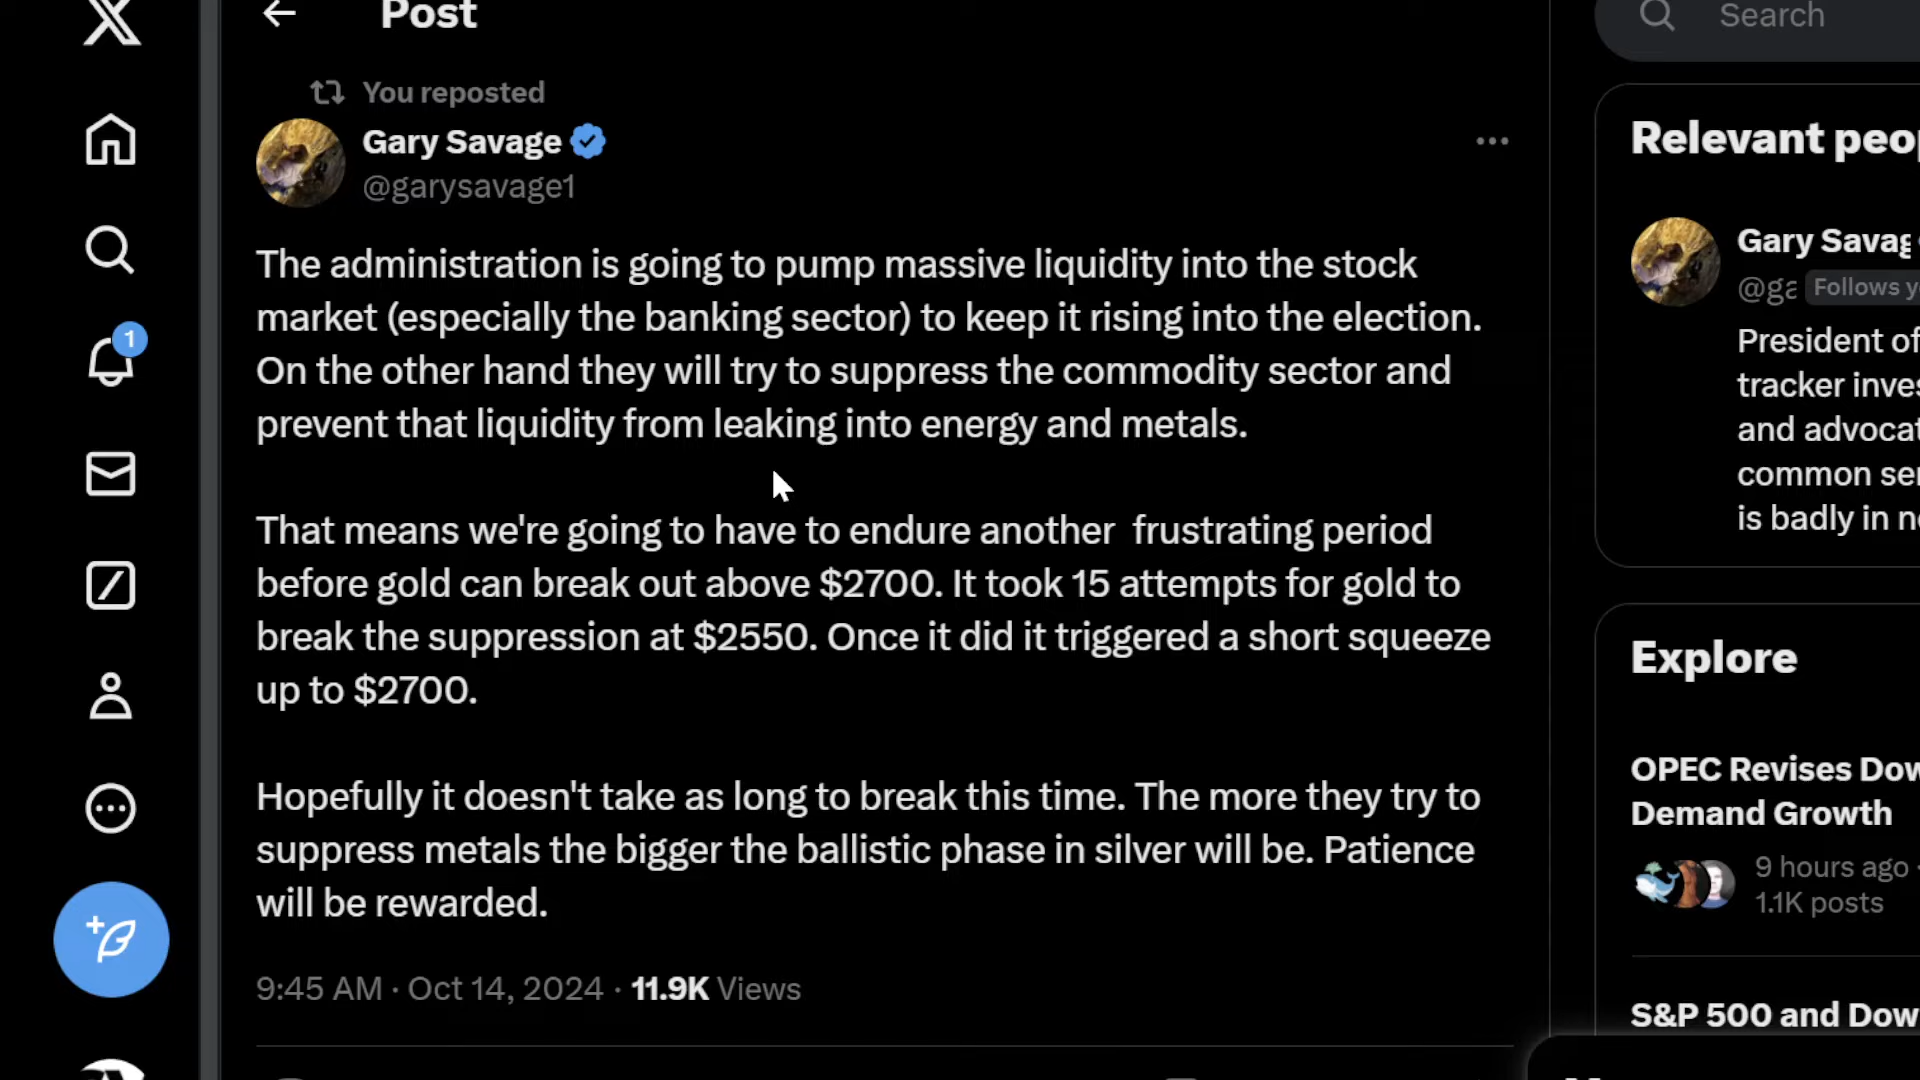 Post
Search
You reposted
Gary Savage
@garysavage1
The administration is going to pump massive liquidity into the stock
market (especially the banking sector) to keep it rising into the election.
On the other hand they will try to suppress the commodity sector and
prevent that liquidity from leaking into energy and metals.
That means we're going to have to endure another  frustrating period
before gold can break out above $2700. It took 15 attempts for gold to
break the suppression at $2550. Once it did it triggered a short squeeze
up to $2700.
Hopefully it doesn't take as long to break this time. The more they try to
suppress metals the bigger the ballistic phase in silver will be. Patience
will be rewarded.
9:45 AM · Oct 14, 2024 · 11.9K Views
1
Relevant
Gary
Follows
President of
tracker
and
common
is badly in
Explore
OPEC Revises
Demand Growth
9 hours ago ·
1.1K posts
S&P 500 and